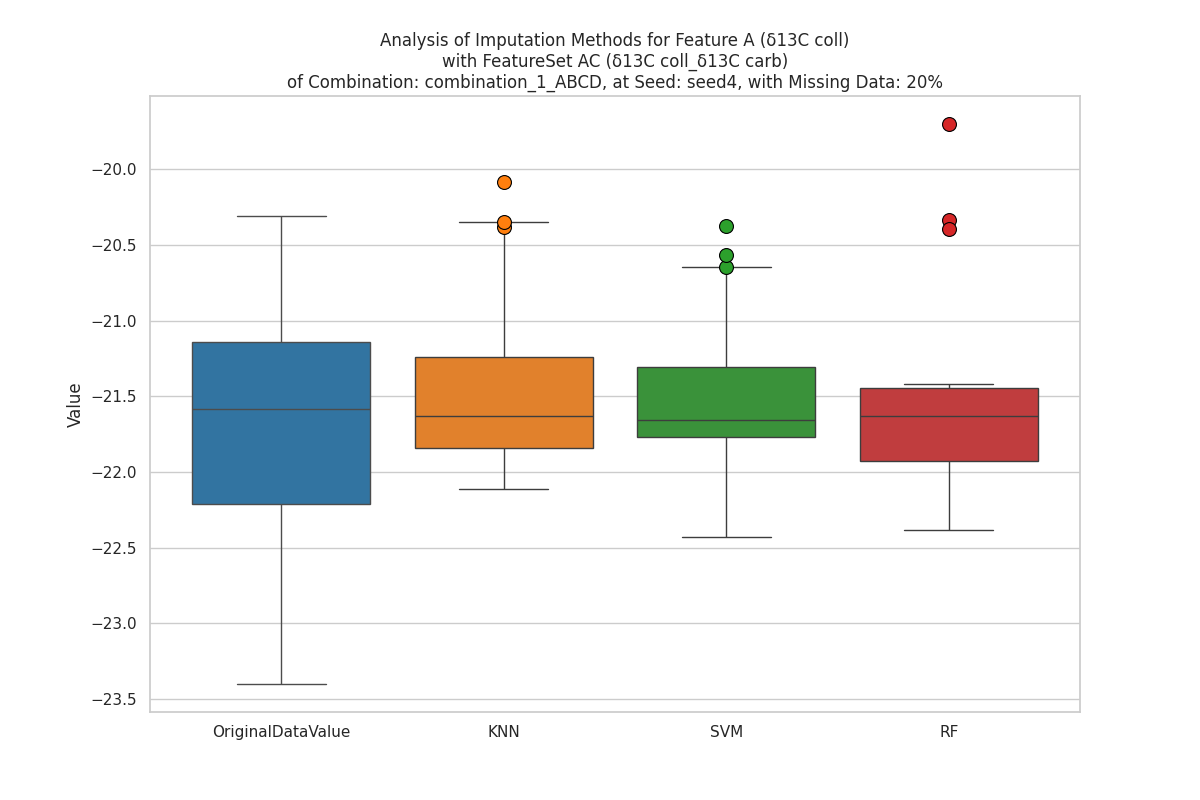 Analysis of Imputation Methods for Feature A (δ13C coll)
with FeatureSet AC (δ13C coll_δ13C carb)
of Combination: combination_1_ABCD, at Seed: seed4, with Missing Data: 20%
Value
−20.0
−20.5
−21.0
−21.5
−22.0
−22.5
−23.0
−23.5
OriginalDataValue
KNN
SVM
RF